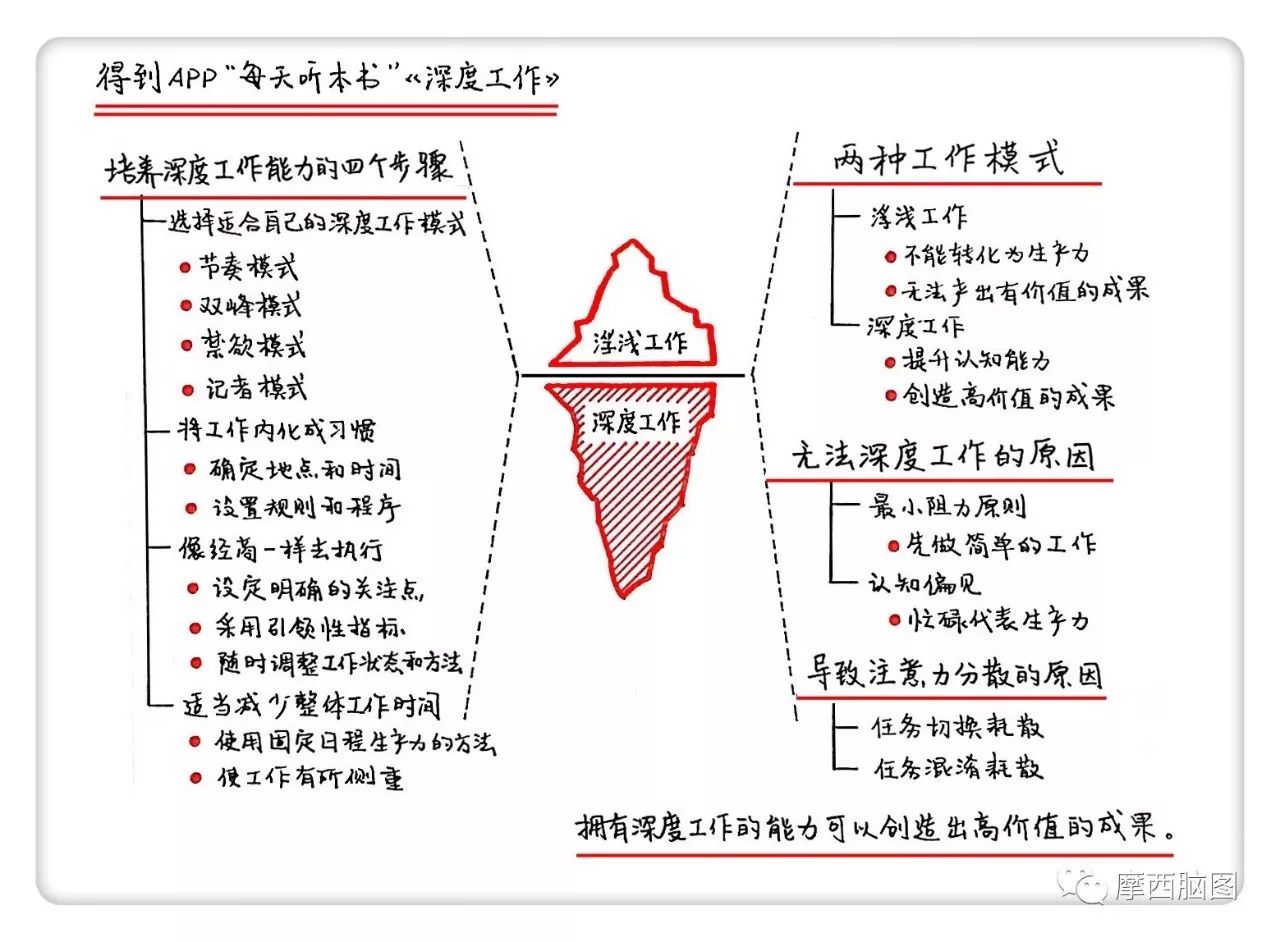 得到APP“每天听本书”《深度工作》
培养深度工作能力的四个步骤
选择适合自己的深度工作模式
节奏模式
双峰模式
禁欲模式
记者模式
将工作内化成习惯
确定地点和时间
设置规则和程序
像经商一样去执行
设定明确的关注点
采用引领性指标
随时调整工作状态和方法
适当减少整体工作时间
使用固定日程生产力的方法
使工作有所侧重
浮浅工作
深度工作
两种工作模式
浮浅工作
不能转化为生产力
无法产出有价值的成果
深度工作
提升认知能力
创造高价值的成果
无法深度工作的原因
最小阻力原则
先做简单的工作
认知偏见
忙碌代表生产力
导致注意力分散的原因
任务切换耗散
任务混淆耗散
拥有深度工作的能力可以创造出高价值的成果。
摩西脑图